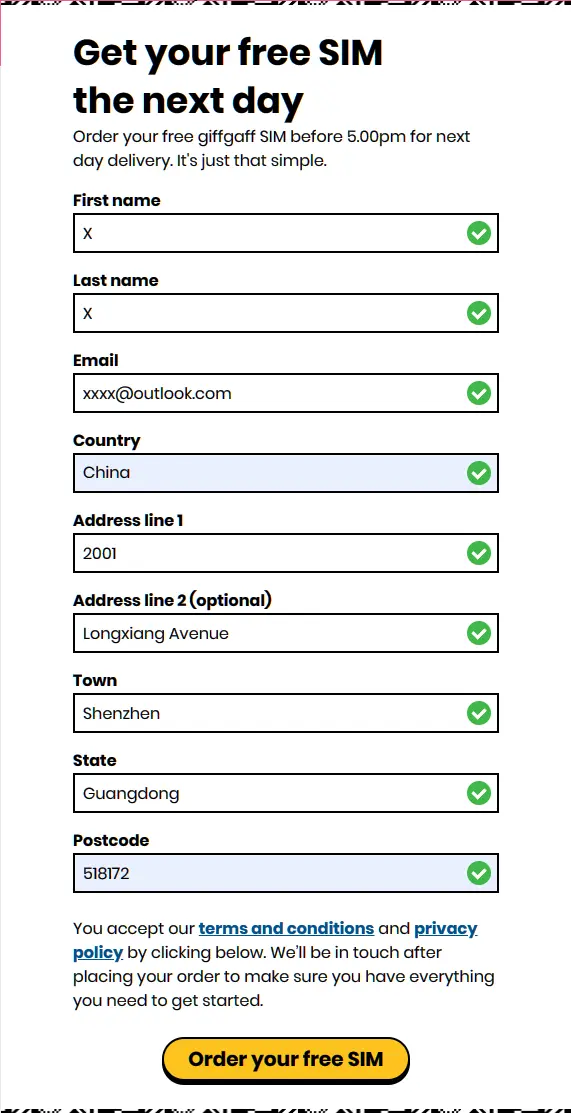 Get your free SIM
the next day
Order your free giffgaff SIM before 5.00pm for next
day delivery. It's just that simple.
First name
X
Last name
X
Email
xxxx@outlook.com
Country
China
Address line 1
2001
Address line 2 (optional)
Longxiang Avenue
Town
Shenzhen
State
Guangdong
Postcode
518172
You accept our terms and conditions and privacy
policy by clicking below. We'll be in touch after
placing your order to make sure you have everything
you need to get started.
Order your free SIM